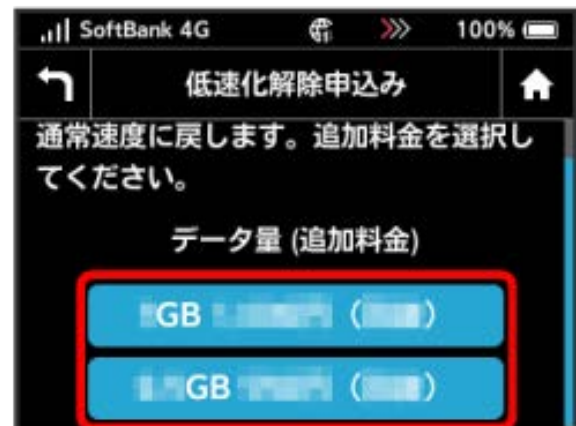 SoftBank 4G 100%
低速化解除申込み
通常速度に戻します。追加料金を選択し
てください。
データ量 (追加料金)
GB ( )
GB ( )